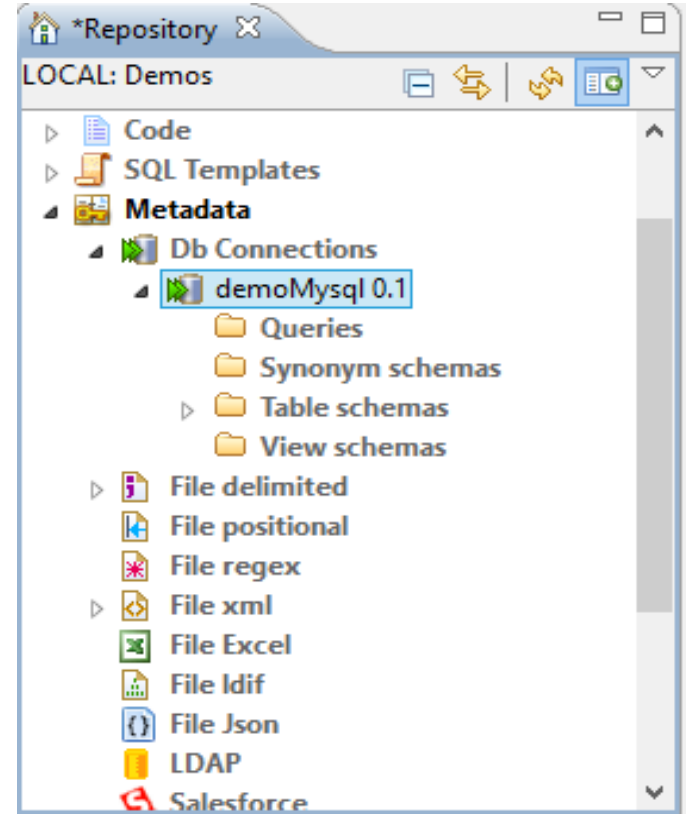 *Repository
LOCAL: Demos
Code
SQL Templates
Metadata
Db Connections
demoMysql 0.1
Queries
Synonym schemas
Table schemas
View schemas
File delimited
File positional
File regex
File xml
File Excel
File ldif
File Json
LDAP
Salesforce